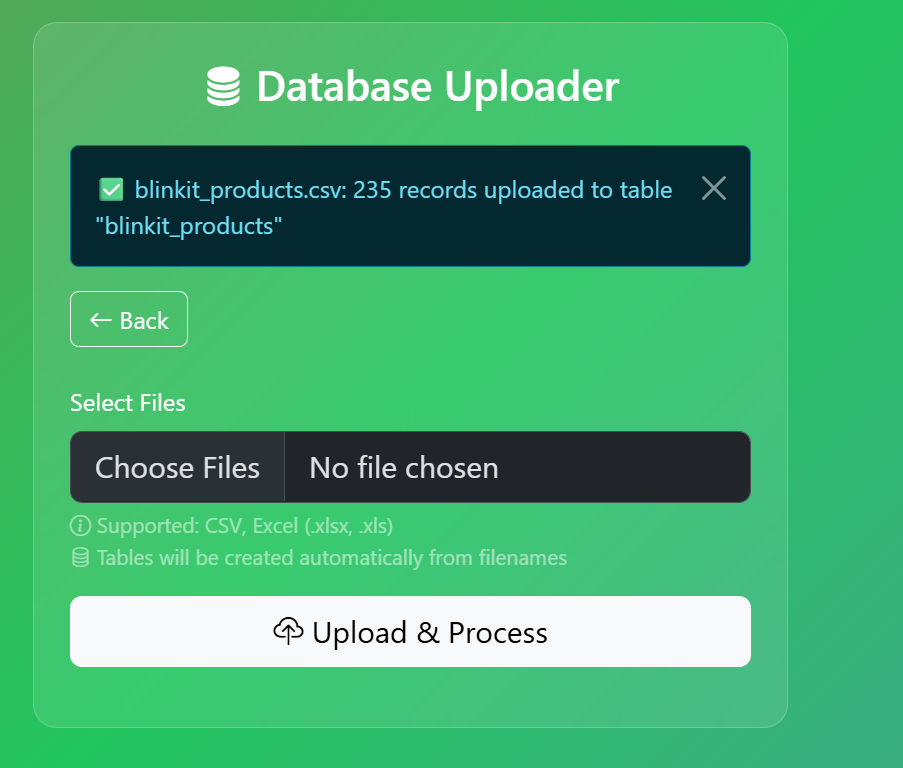 Database Uploader
✅ blinkit_products.csv: 235 records uploaded to table
"blinkit_products"
← Back
Select Files
Choose Files No file chosen
Supported: CSV, Excel (.xlsx, .xls)
Tables will be created automatically from filenames
Upload & Process